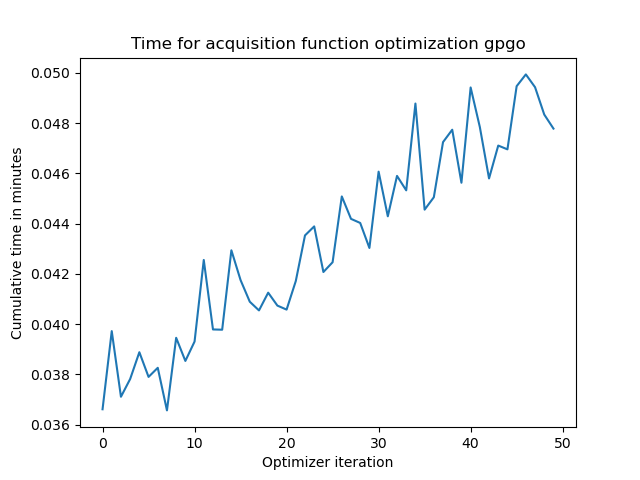 Time for acquisition function optimization gpgo
Cumulative time in minutes
0.050
0.048
0.046
0.044
0.042
0.040
0.038
0.036
0 10 20 30 40 50
Optimizer iteration